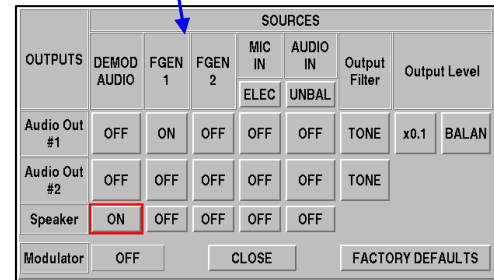 SOURCES
OUTPUTS DEMOD AUDIO FGEN 1 FGEN 2 MIC IN AUDIO IN Output Filter Output Level
ELEC UNBAL
Audio Out #1 OFF ON OFF OFF OFF TONE x0.1 BALAN
Audio Out #2 OFF OFF OFF OFF OFF TONE
Speaker ON OFF OFF OFF OFF
Modulator OFF CLOSE FACTORY DEFAULTS